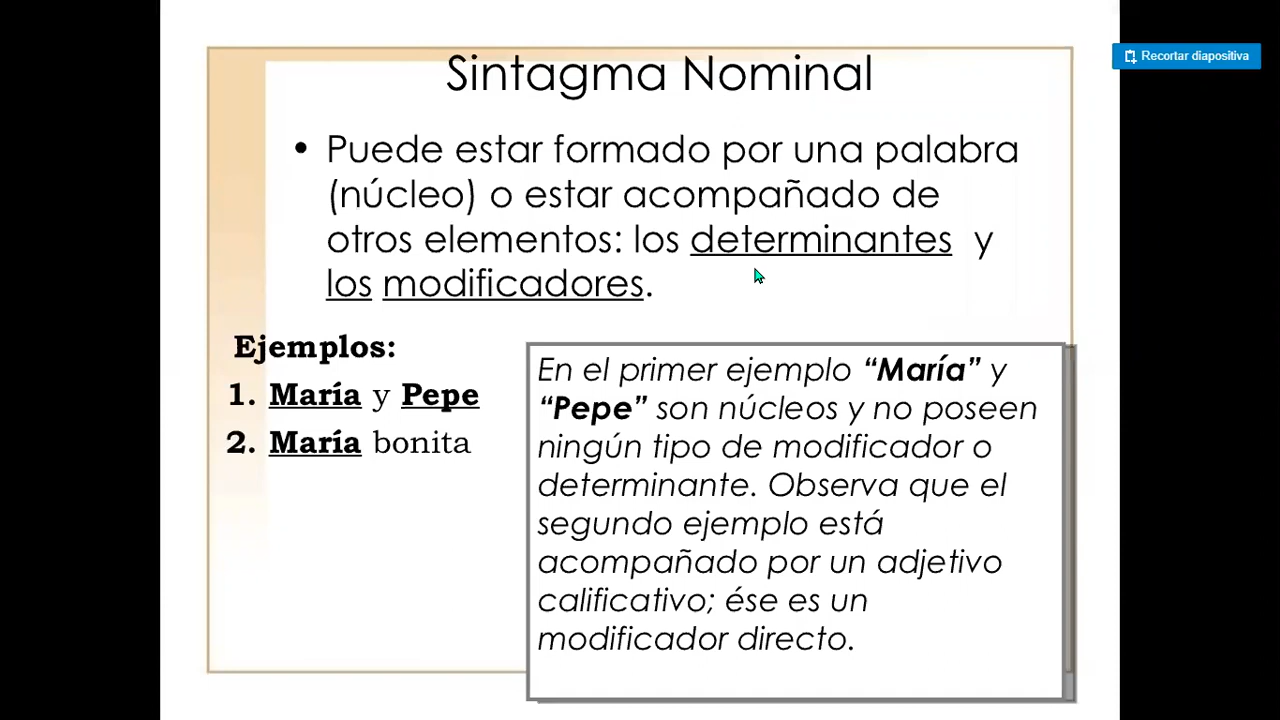 Recortar diapositiva
Sintagma Nominal
• Puede estar formado por una palabra
(núcleo) o estar acompañado de
otros elementos: los determinantes y
los modificadores.
Ejemplos:
1. María y Pepe
2. María bonita
En el primer ejemplo “María” y
“Pepe” son núcleos y no poseen
ningún tipo de modificador o
determinante. Observa que el
segundo ejemplo está
acompañado por un adjetivo
calificativo; ése es un
modificador directo.